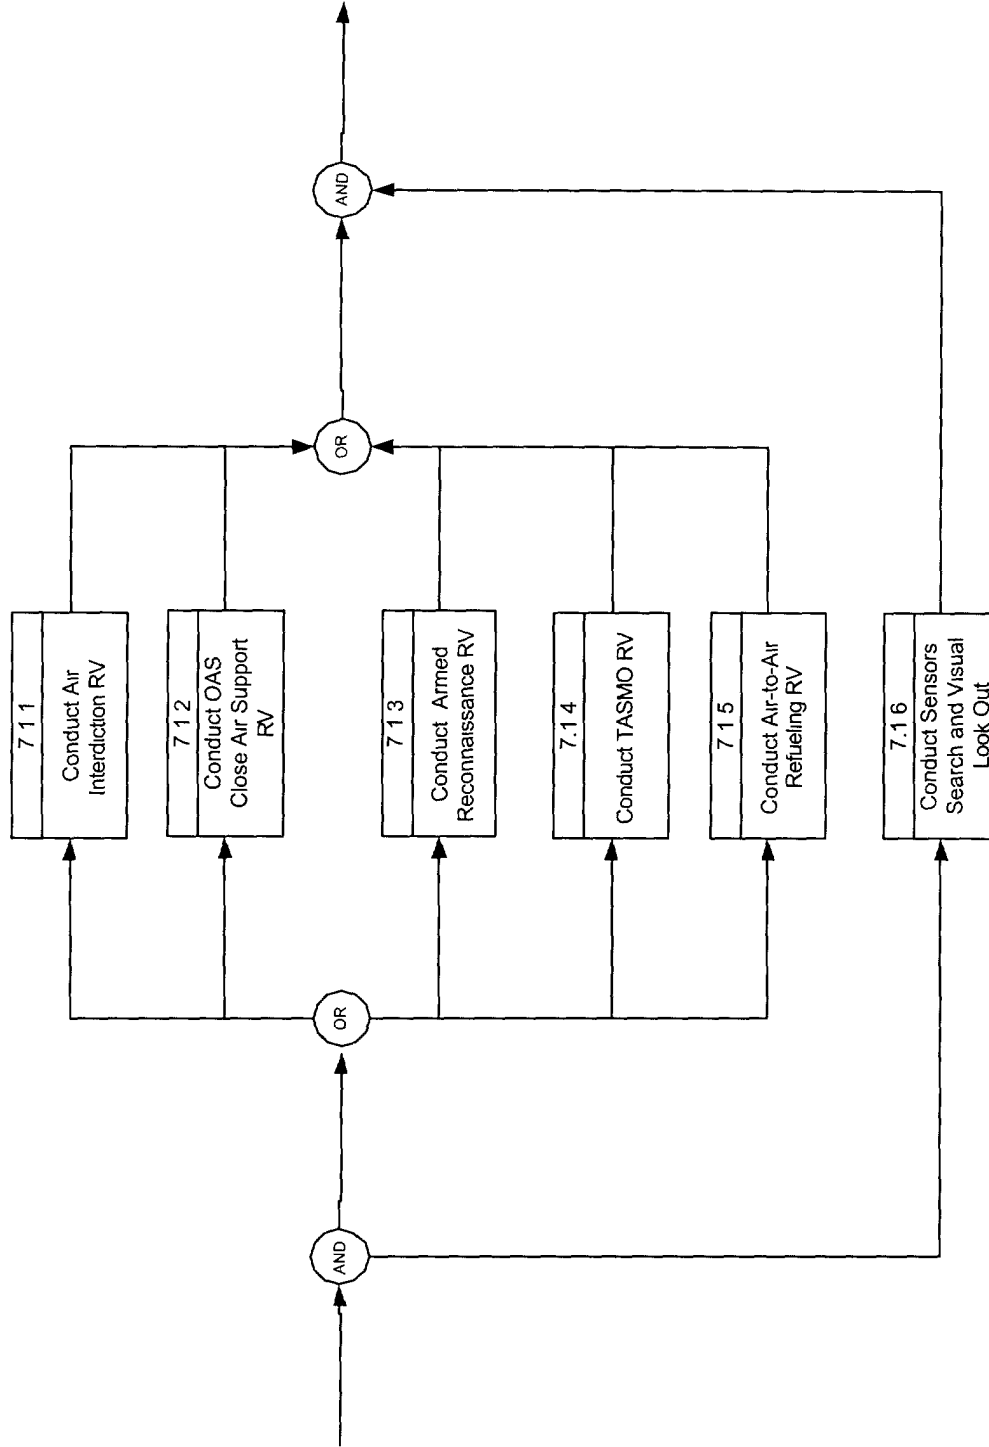 AND
OR
7 1 1
Conduct Air
Interdiction RV
7 1 2
Conduct OAS
Close Air Support
RV
7 1 3
Conduct Armed
Reconnaissance RV
7.1 4
Conduct TASMO RV
7 1 5
Conduct Air-to-Air
Refueling RV
7.1 6
Conduct Sensors
Search and Visual
Look Out
OR
AND